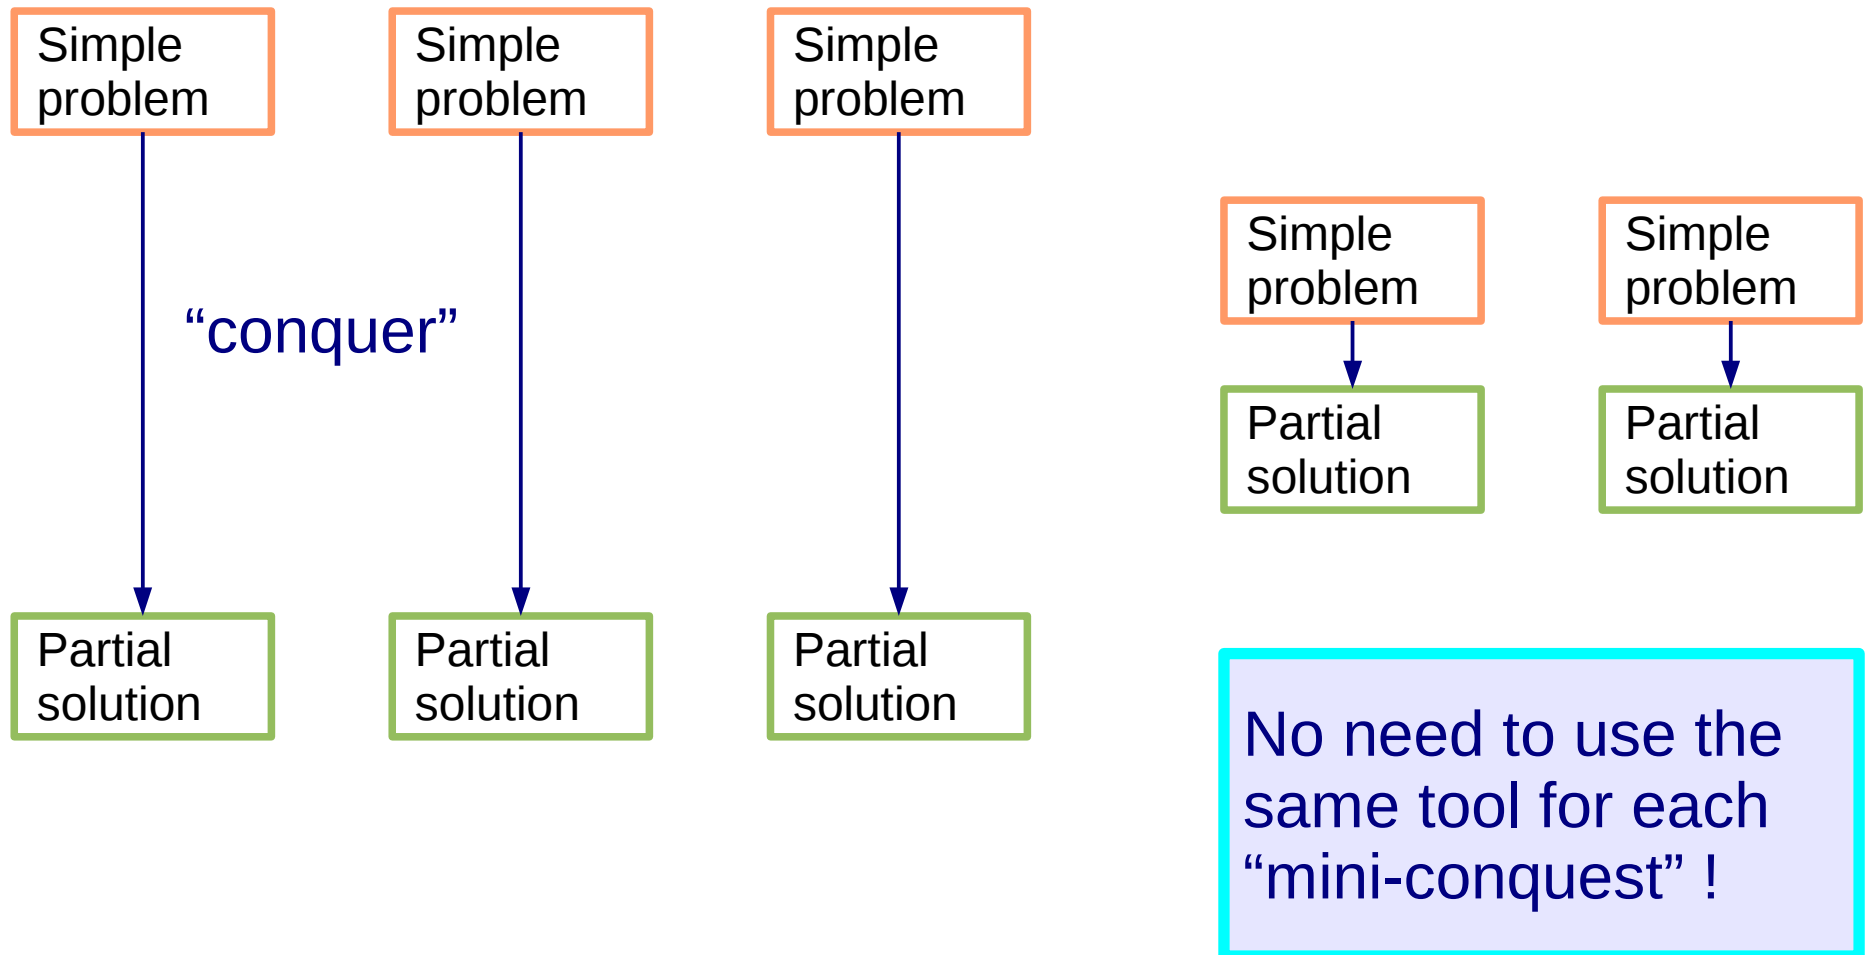 Simple
problem
Simple
problem
Simple
problem
Simple
problem
Simple
problem
“conquer”
Partial
solution
Partial
solution
Partial
solution
Partial
solution
Partial
solution
No need to use the
same tool for each
“mini-conquest” !